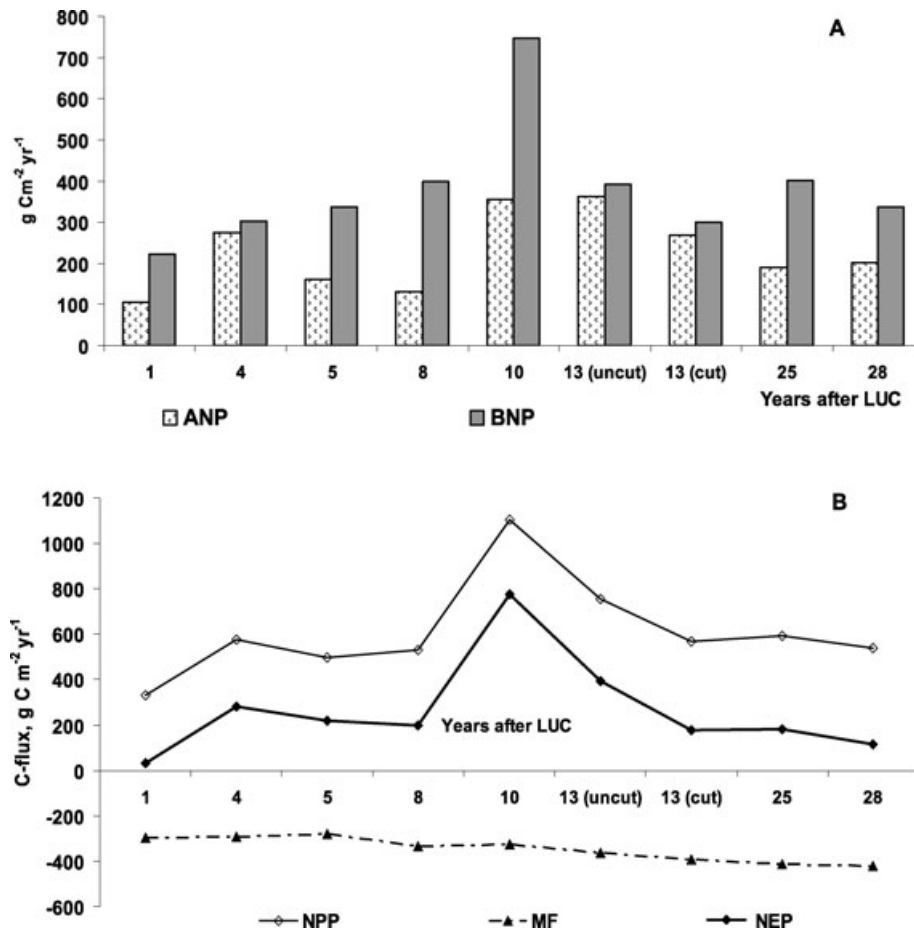 A
800
700
600
500
400
300
200
100
0
g Cm-2 yr-1
1 4 5 8 10 13 (uncut) 13 (cut) 25 28
Years after LUC
ANP BNP
B
1200
1000
800
600
400
200
0
-200
-400
-600
C-flux, g C m-2 yr-1
Years after LUC
1 4 5 8 10 13 (uncut) 13 (cut) 25 28
NPP MF NEP